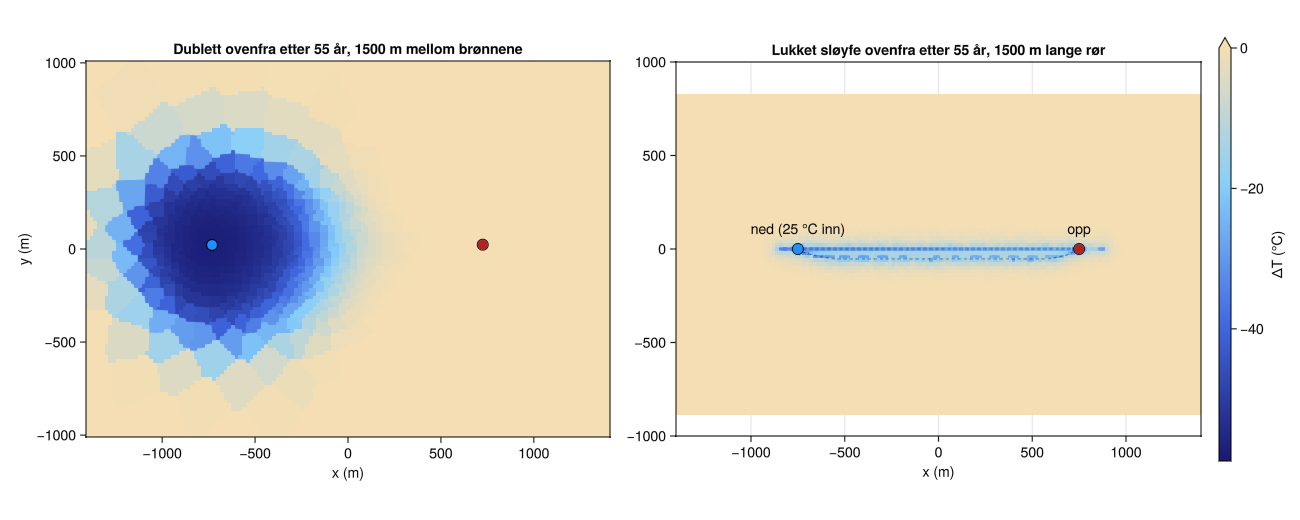 Dublett ovenfra etter 55 år, 1500 m mellom brønnene
1000
500
0
−500
−1000
y (m)
−1000
−500
0
500
1000
x (m)
Lukket sløyfe ovenfra etter 55 år, 1500 m lange rør
1000
500
0
−500
−1000
ned (25 °C inn)
opp
−1000
−500
0
500
1000
x (m)
0
−20
−40
ΔT (°C)